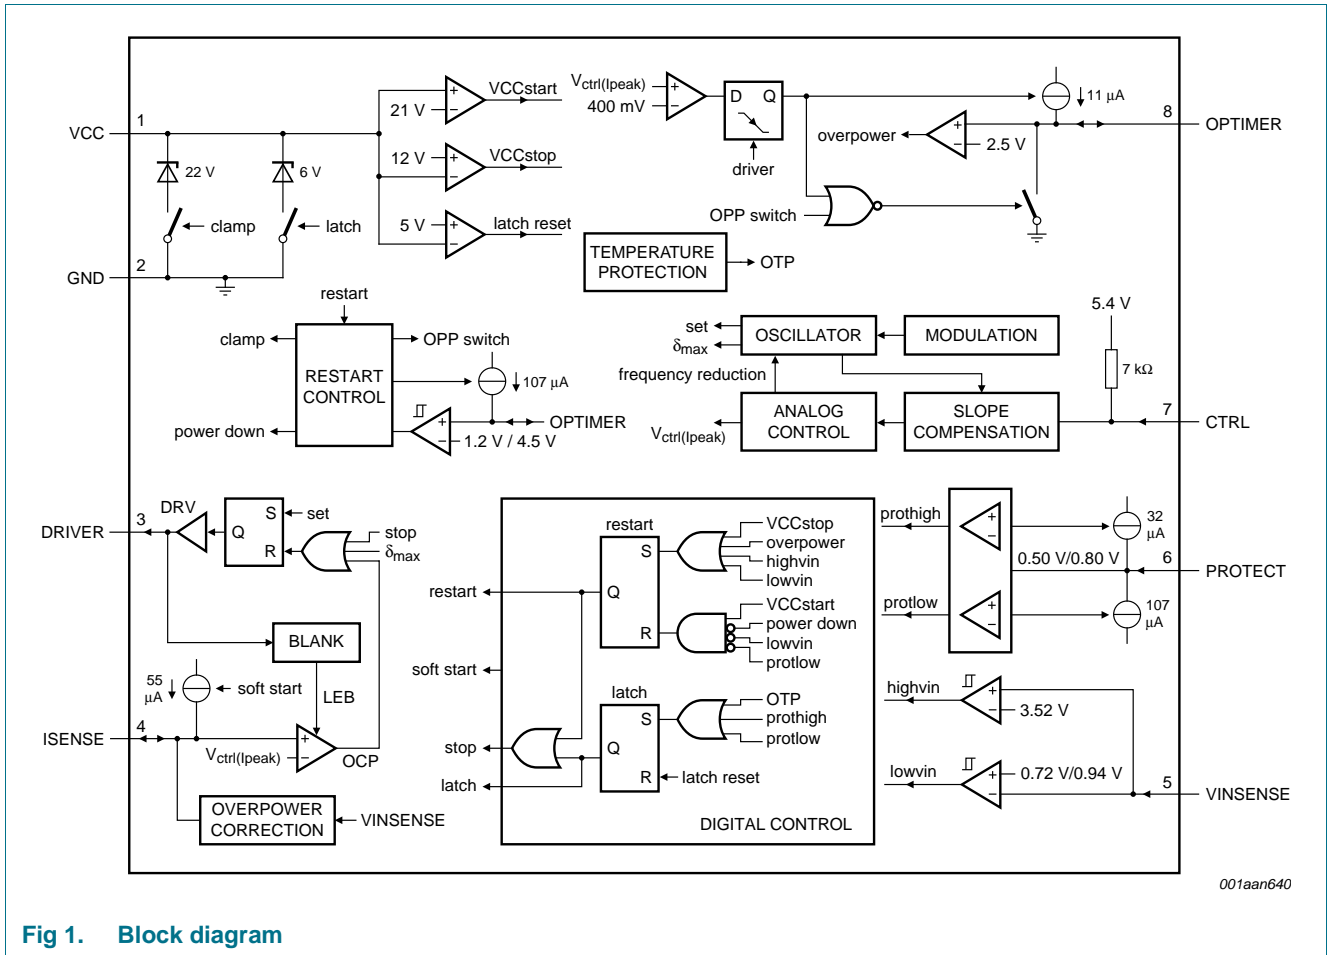 VCC
1
22 V
clamp
6 V
latch
GND
2
21 V
VCCstart
12 V
VCCstop
5 V
latch reset
Vctrl(Ipeak)
400 mV
D Q
driver
overpower
2.5 V
11 μA
8
OPTIMER
OPP switch
TEMPERATURE
PROTECTION
OTP
restart
clamp
RESTART
CONTROL
OPP switch
107 μA
OPTIMER
1.2 V / 4.5 V
power down
set
δmax
OSCILLATOR
MODULATION
frequency reduction
Vctrl(Ipeak)
ANALOG
CONTROL
SLOPE
COMPENSATION
5.4 V
7 kΩ
7
CTRL
DRIVER
3
DRV
Q
S
R
set
stop
δmax
BLANK
LEB
55
μA
soft start
ISENSE
4
Vctrl(Ipeak)
OCP
OVERPOWER
CORRECTION
VINSENSE
restart
S
Q
R
VCCstop
overpower
highvin
lowvin
VCCstart
power down
lowvin
protlow
restart
soft start
latch
S
Q
R
OTP
prothigh
protlow
latch reset
stop
latch
DIGITAL CONTROL
prothigh
protlow
0.50 V/0.80 V
32
μA
6
PROTECT
107
μA
highvin
3.52 V
lowvin
0.72 V/0.94 V
5
VINSENSE
001aan640
Fig 1. Block diagram